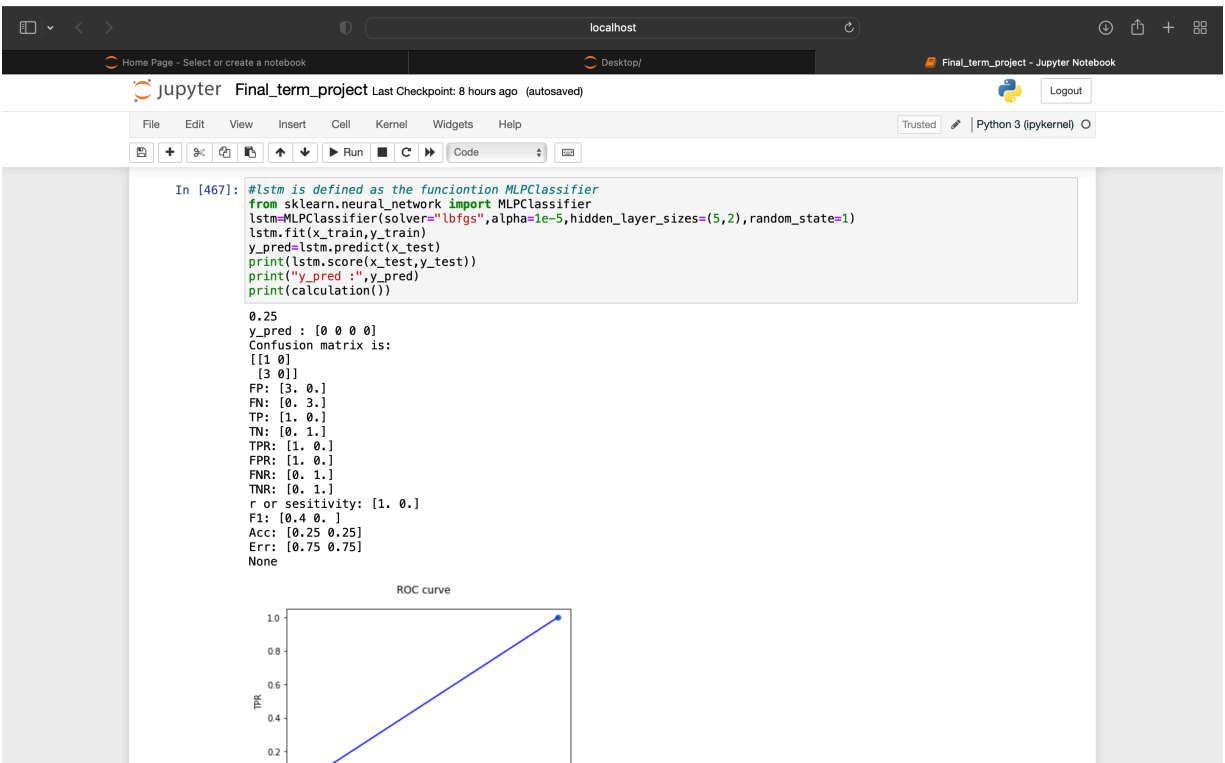 localhost
Home Page - Select or create a notebook
Desktop/
Final_term_project - Jupyter Notebook
jupyter Final_term_project Last Checkpoint: 8 hours ago (autosaved)
Logout
File Edit View Insert Cell Kernel Widgets Help
Trusted
Python 3 (ipykernel)
Run
Code
In [467]: #lstm is defined as the funciontion MLPClassifier
from sklearn.neural_network import MLPClassifier
lstm=MLPClassifier(solver="lbfgs",alpha=1e-5,hidden_layer_sizes=(5,2),random_state=1)
lstm.fit(x_train,y_train)
y_pred=lstm.predict(x_test)
print(lstm.score(x_test,y_test))
print("y_pred :",y_pred)
print(calculation())
0.25
y_pred : [0 0 0 0]
Confusion matrix is:
[[1 0]
[3 0]]
FP: [3. 0.]
FN: [0. 3.]
TP: [1. 0.]
TN: [0. 1.]
TPR: [1. 0.]
FPR: [1. 0.]
FNR: [0. 1.]
TNR: [0. 1.]
r or sesitivity: [1. 0.]
F1: [0.4 0. ]
Acc: [0.25 0.25]
Err: [0.75 0.75]
None
ROC curve
1.0
0.8
0.6
TPR
0.4
0.2